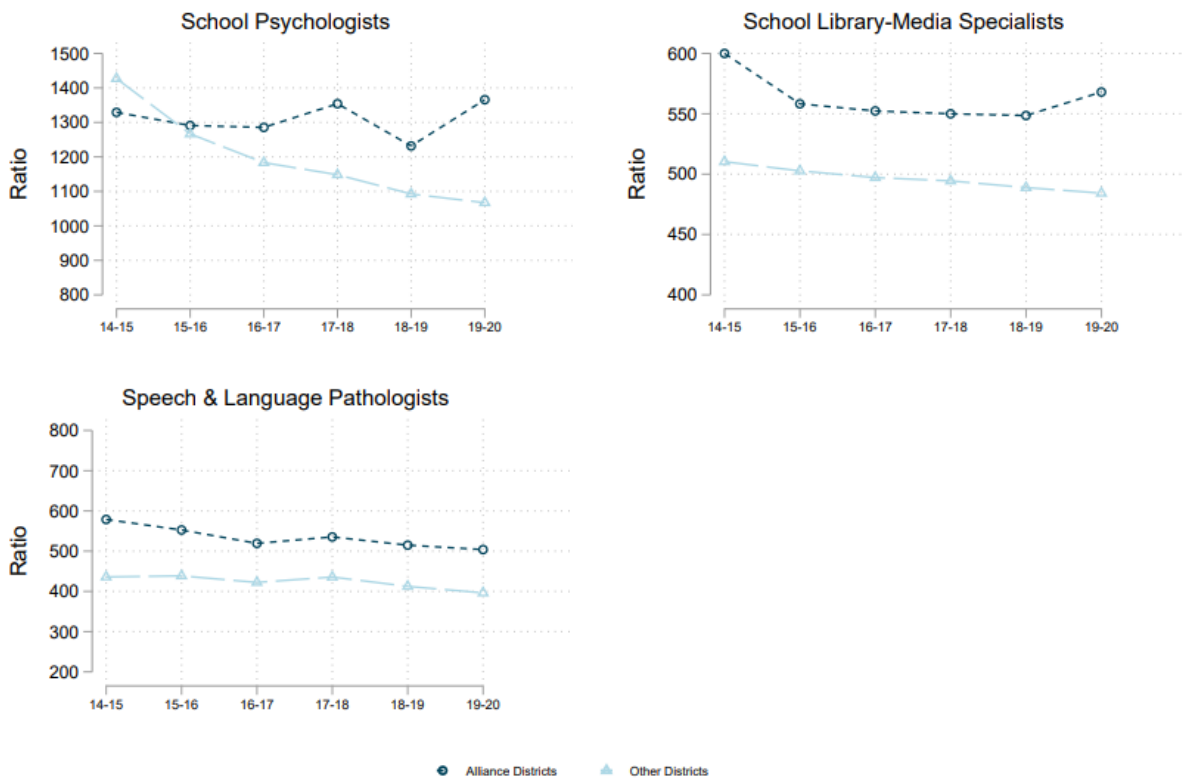 School Psychologists
Ratio
1500
1400
1300
1200
1100
1000
900
800
14-15 15-16 16-17 17-18 18-19 19-20
School Library-Media Specialists
Ratio
600
550
500
450
400
14-15 15-16 16-17 17-18 18-19 19-20
Speech & Language Pathologists
Ratio
800
700
600
500
400
300
200
14-15 15-16 16-17 17-18 18-19 19-20
Alliance Districts Other Districts